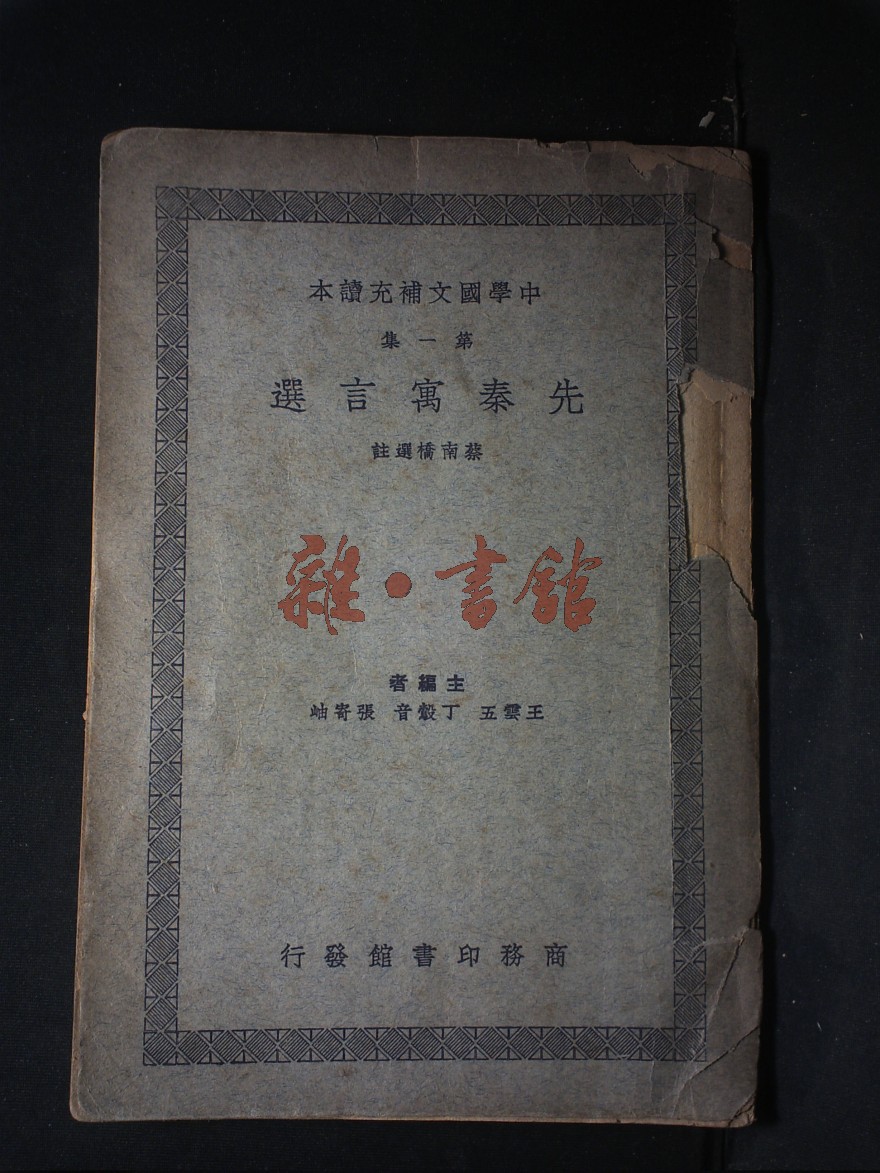 中學國文補充讀本
第一集
先秦寓言選
蔡南橋選註
雜·書館
主編者
王雲五 丁瑴音 張寄岫
商務印書館發行